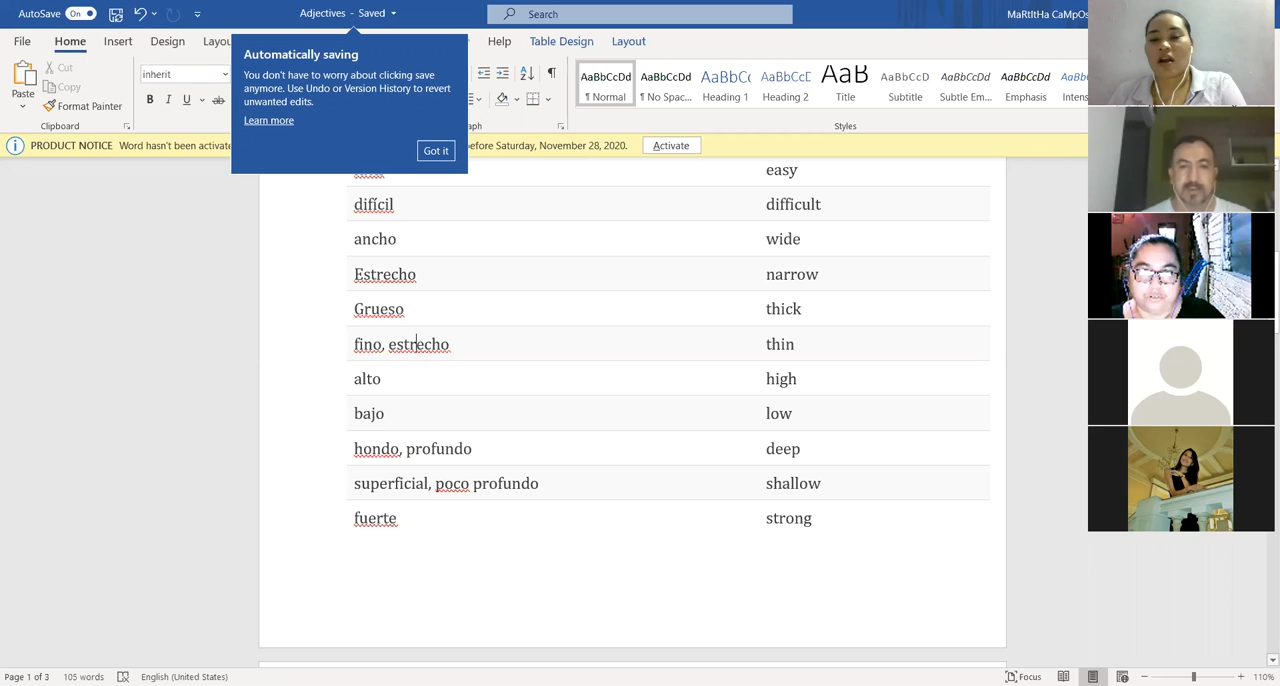 AutoSave On Adjectives - Saved Search MaRtItHa CaMpOs
File Home Insert Design Layou Help Table Design Layout
Automatically saving
You don't have to worry about clicking save
anymore. Use Undo or Version History to revert
unwanted edits.
Learn more
Got it
Paste
Cut
Copy
Format Painter
Clipboard
inherit
B I U ab
AaBbCcDd AaBbCcDd AaBbC AaBbCcE AaB AaBbCcD AaBbCcDd AaBbCcDd
¶ Normal ¶ No Spac... Heading 1 Heading 2 Title Subtitle Subtle Em... Emphasis Intens
aph
Styles
PRODUCT NOTICE Word hasn't been activate efore Saturday, November 28, 2020. Activate
easy
difícil difficult
ancho wide
Estrecho narrow
Grueso thick
fino, estrecho thin
alto high
bajo low
hondo, profundo deep
superficial, poco profundo shallow
fuerte strong
Page 1 of 3 105 words English (United States) Focus 110%